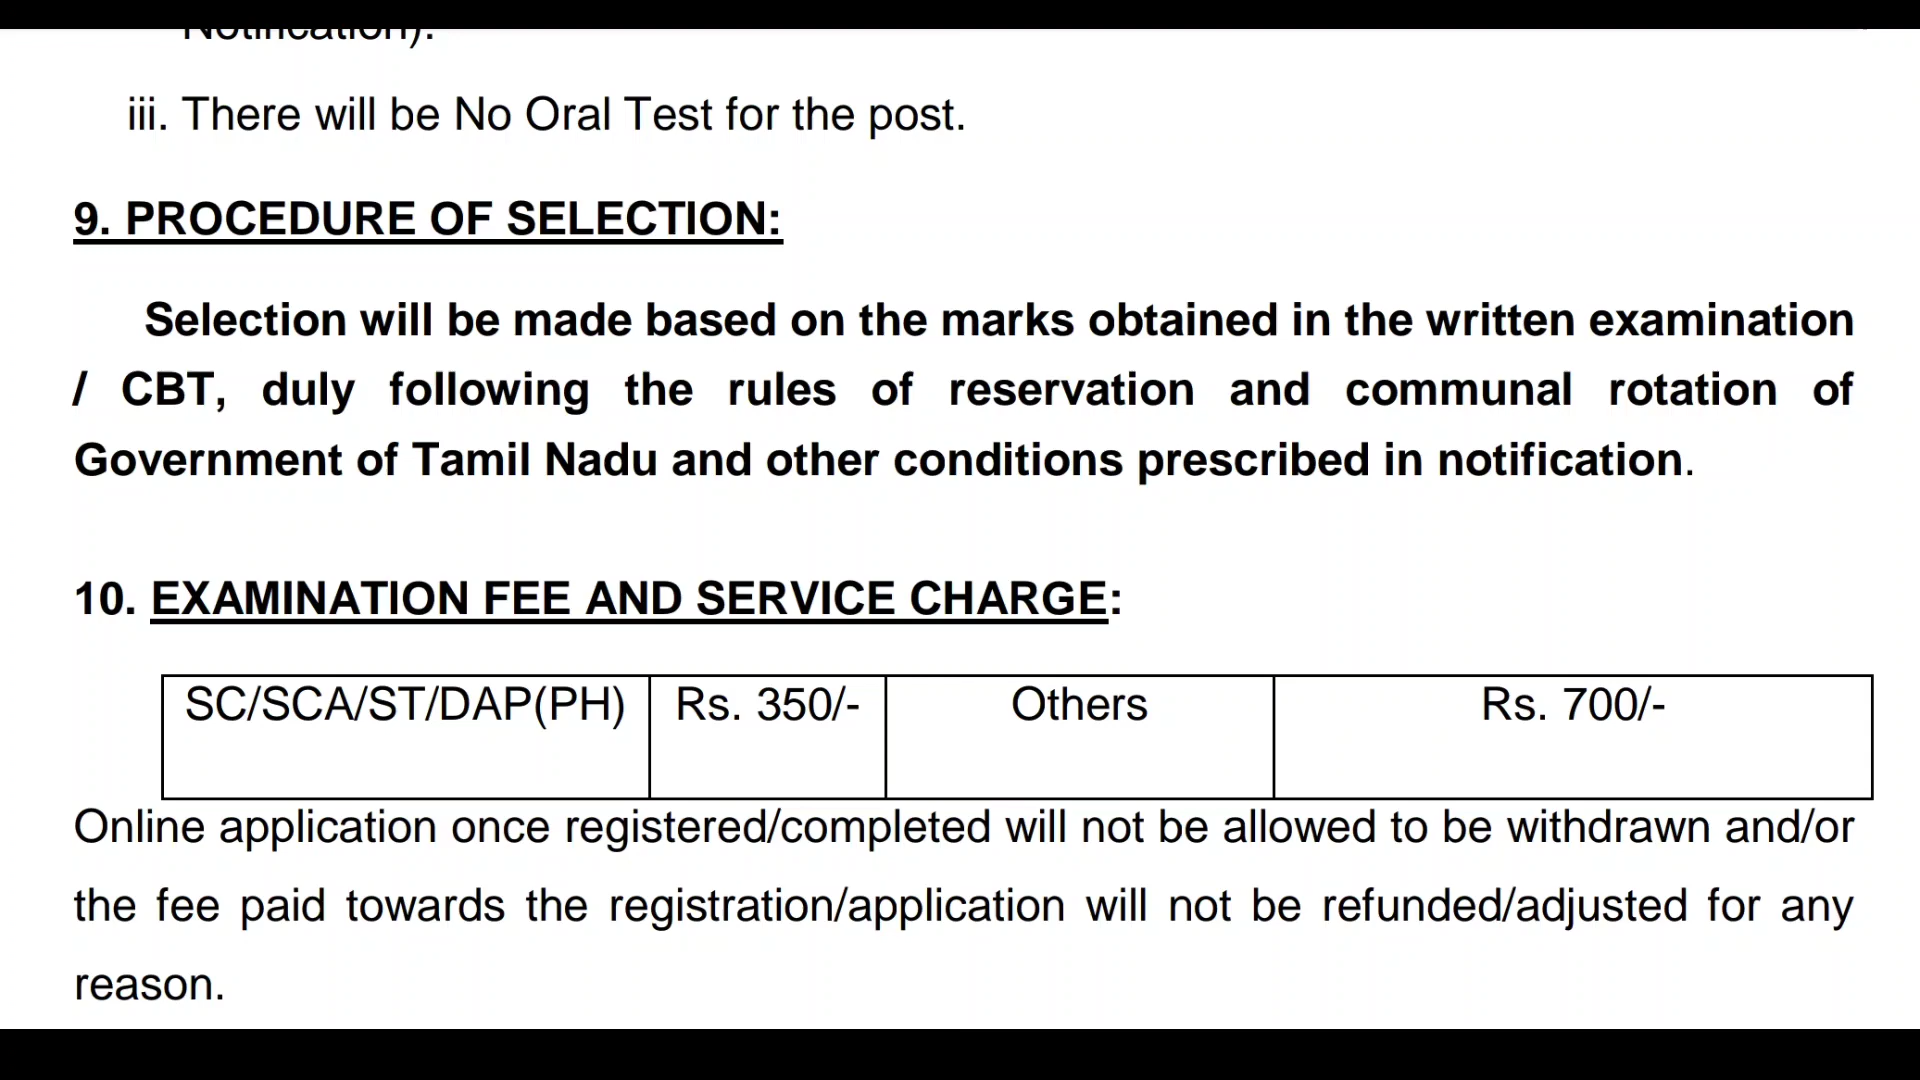 Notification).
iii. There will be No Oral Test for the post.
9. PROCEDURE OF SELECTION:
Selection will be made based on the marks obtained in the written examination
/ CBT, duly following the rules of reservation and communal rotation of
Government of Tamil Nadu and other conditions prescribed in notification.
10. EXAMINATION FEE AND SERVICE CHARGE:
SC/SCA/ST/DAP(PH) Rs. 350/- Others Rs. 700/-
Online application once registered/completed will not be allowed to be withdrawn and/or
the fee paid towards the registration/application will not be refunded/adjusted for any
reason.